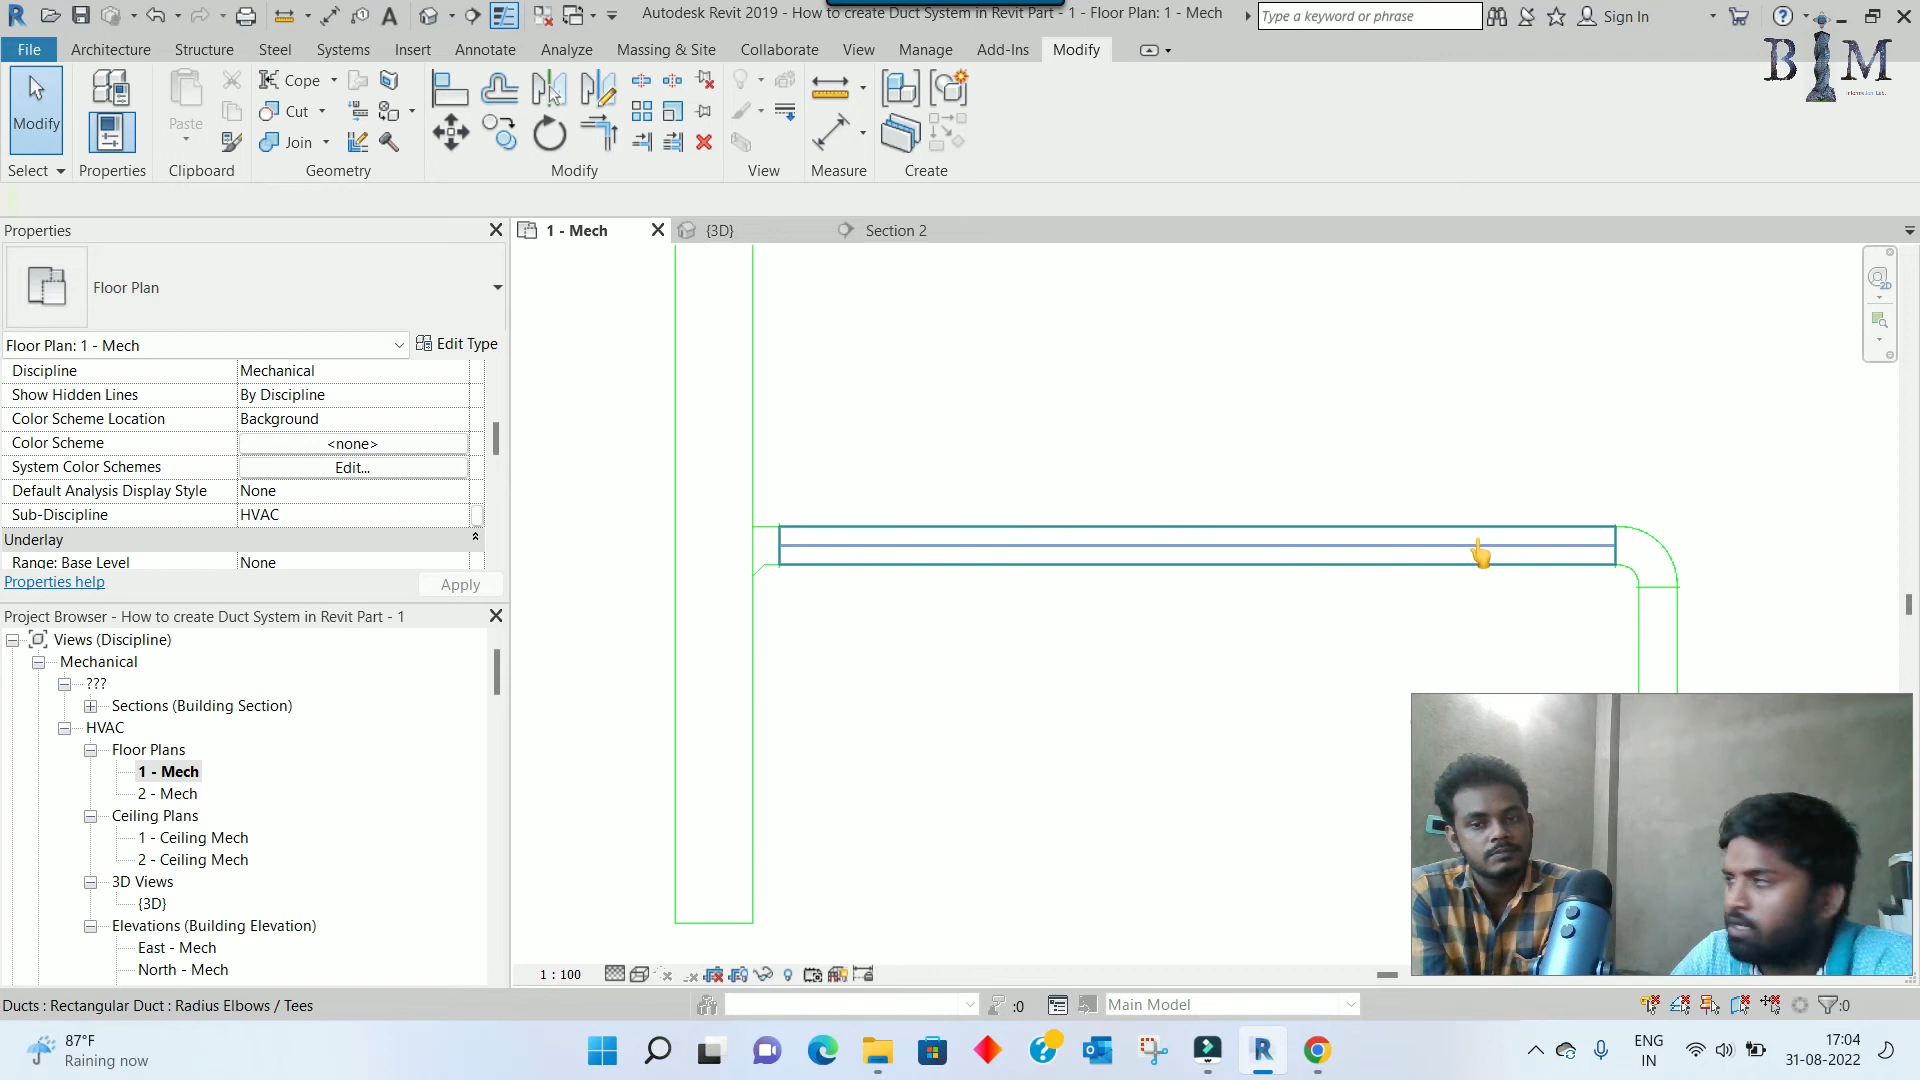 Autodesk Revit 2019 - How to create Duct System in Revit Part - 1 - Floor Plan: 1 - Mech
Type a keyword or phrase
Sign In
File
Architecture
Structure
Steel
Systems
Insert
Annotate
Analyze
Massing & Site
Collaborate
View
Manage
Add-Ins
Modify
BIM
Modify
Paste
Cope
Cut
Join
Select
Properties
Clipboard
Geometry
Modify
View
Measure
Create
Properties
1 - Mech
{3D}
Section 2
Floor Plan
Floor Plan: 1 - Mech
Edit Type
Discipline Mechanical
Show Hidden Lines By Discipline
Color Scheme Location Background
Color Scheme <none>
System Color Schemes Edit...
Default Analysis Display Style None
Sub-Discipline HVAC
Underlay
Range: Base Level None
Properties help
Apply
2D
Project Browser - How to create Duct System in Revit Part - 1
Views (Discipline)
Mechanical
???
Sections (Building Section)
HVAC
Floor Plans
1 - Mech
2 - Mech
Ceiling Plans
1 - Ceiling Mech
2 - Ceiling Mech
3D Views
{3D}
Elevations (Building Elevation)
East - Mech
North - Mech
1 : 100
Ducts : Rectangular Duct : Radius Elbows / Tees
:0
Main Model
:0
87°F
Raining now
ENG
IN
17:04
31-08-2022